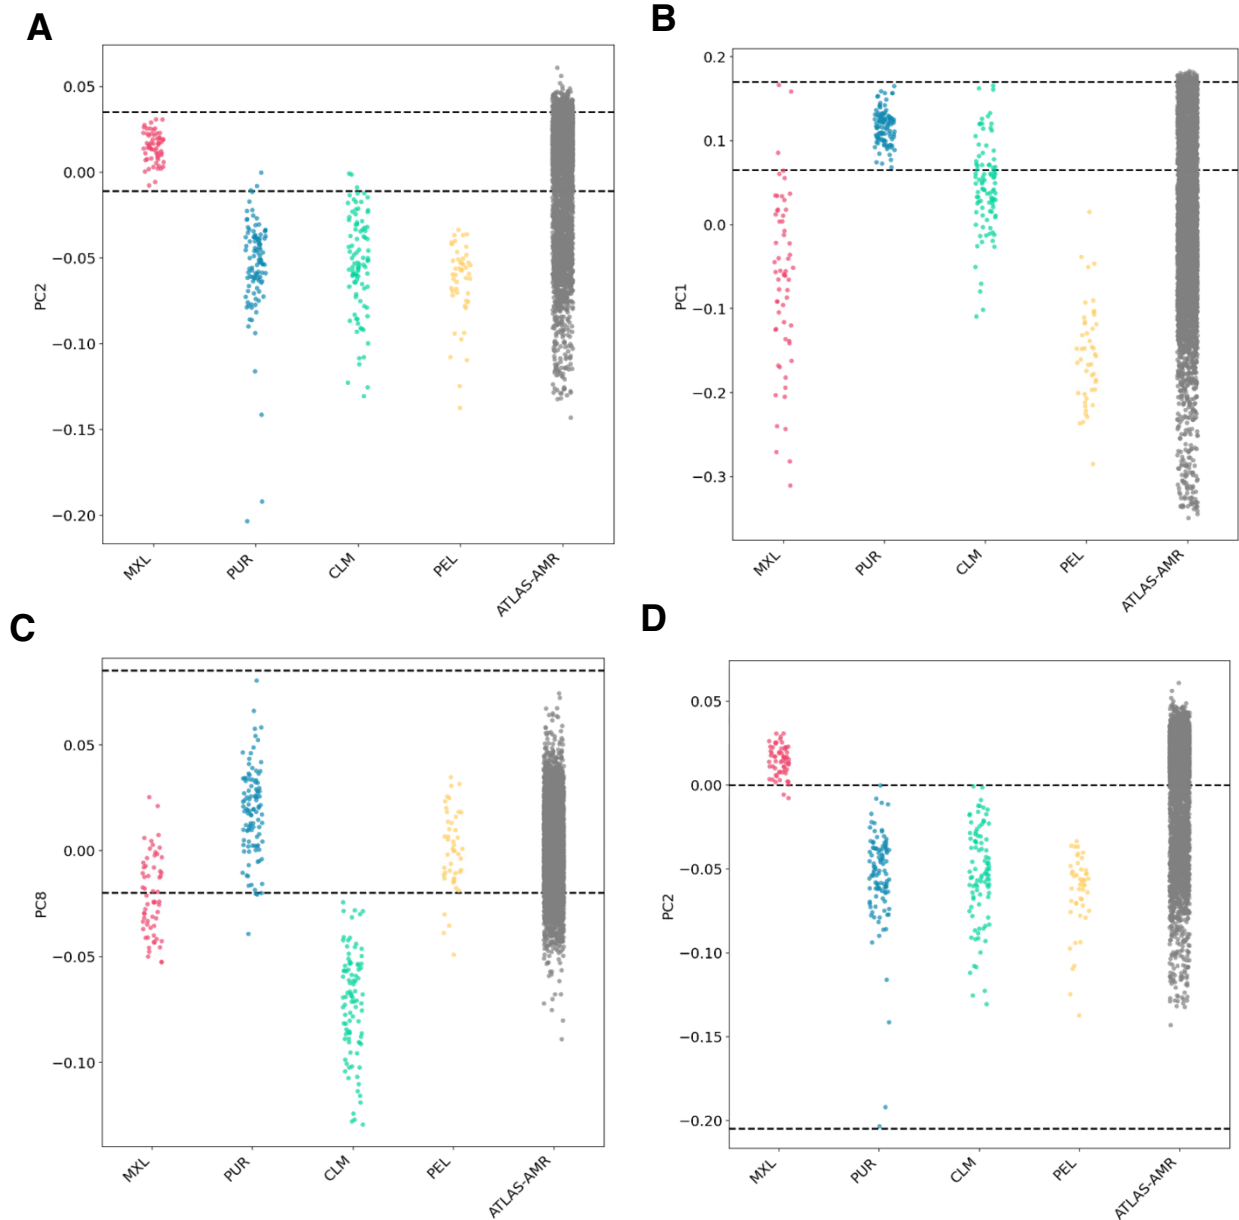 A
0.05
0.00
−0.05
−0.10
−0.15
−0.20
PC2
MXL
PUR
CLM
PEL
ATLAS-AMR
B
0.2
0.1
0.0
−0.1
−0.2
−0.3
PC1
MXL
PUR
CLM
PEL
ATLAS-AMR
C
0.05
0.00
−0.05
−0.10
PC8
MXL
PUR
CLM
PEL
ATLAS-AMR
D
0.05
0.00
−0.05
−0.10
−0.15
−0.20
PC2
MXL
PUR
CLM
PEL
ATLAS-AMR